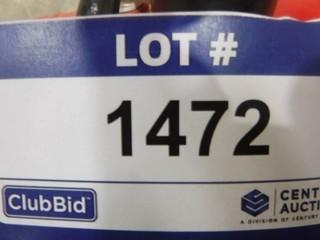 LOT #
1472
ClubBid
CENT
AUCTI
A DIVISION OF CENTURY